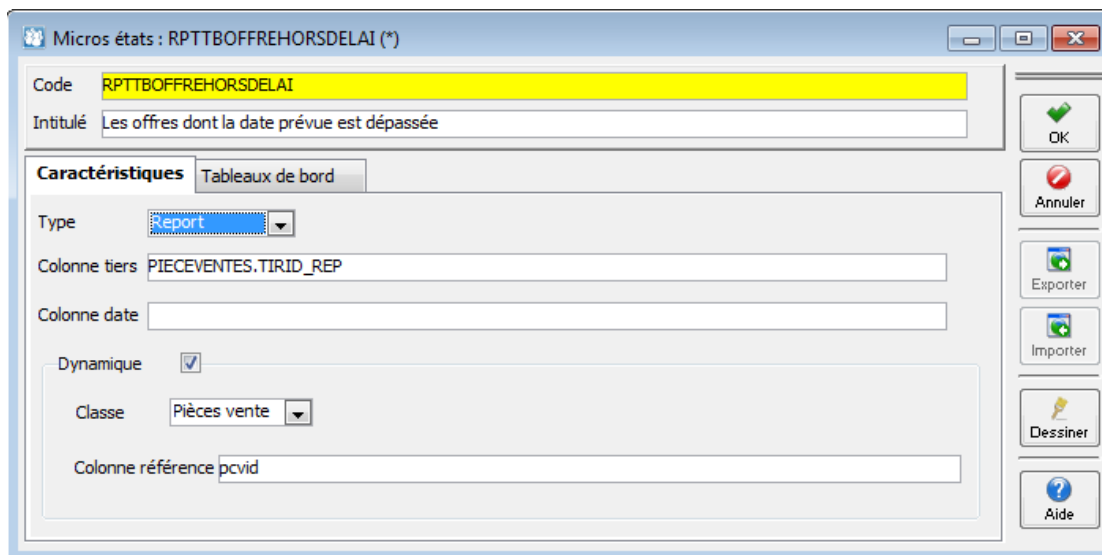 Micros états : RPTTBOFFREHORSDELAI (*)
Code RPTTBOFFREHORSDELAI
Intitulé Les offres dont la date prévue est dépassée
OK
Caractéristiques Tableaux de bord
Annuler
Type Report
Colonne tiers PIECEVENTES.TIRID_REP
Exporter
Colonne date
Importer
Dynamique
Classe Pièces vente
Dessiner
Colonne référence pcvid
Aide